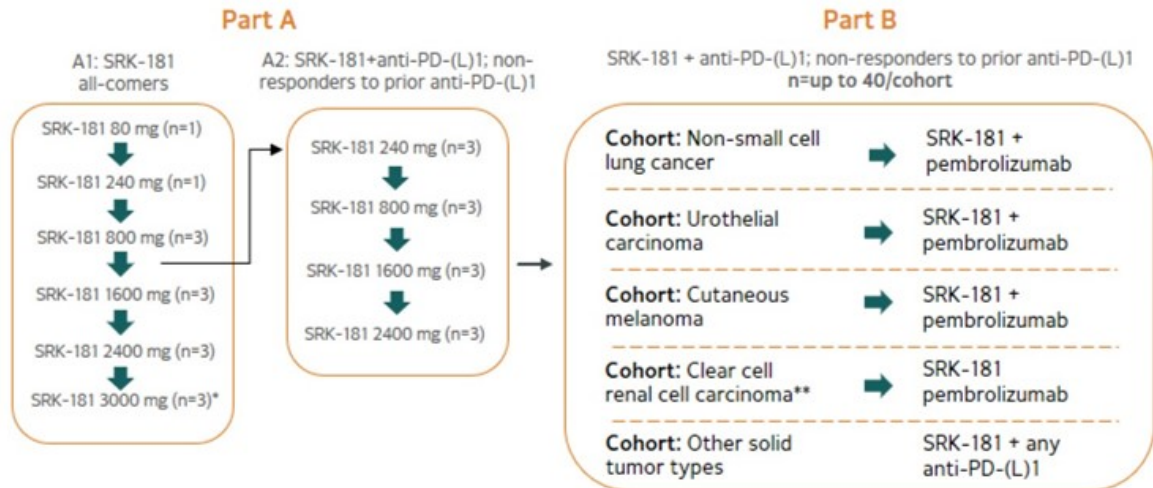 Part A
A1: SRK-181
all-comers
SRK-181 80 mg (n=1)
SRK-181 240 mg (n=1)
SRK-181 800 mg (n=3)
SRK-181 1600 mg (n=3)
SRK-181 2400 mg (n=3)
SRK-181 3000 mg (n=3)*
A2: SRK-181+anti-PD-(L)1; non-
responders to prior anti-PD-(L)1
SRK-181 240 mg (n=3)
SRK-181 800 mg (n=3)
SRK-181 1600 mg (n=3)
SRK-181 2400 mg (n=3)
Part B
SRK-181 + anti-PD-(L)1; non-responders to prior anti-PD-(L)1
n=up to 40/cohort
Cohort: Non-small cell
lung cancer
SRK-181 +
pembrolizumab
Cohort: Urothelial
carcinoma
SRK-181 +
pembrolizumab
Cohort: Cutaneous
melanoma
SRK-181 +
pembrolizumab
Cohort: Clear cell
renal cell carcinoma**
SRK-181
pembrolizumab
Cohort: Other solid
tumor types
SRK-181 + any
anti-PD-(L)1